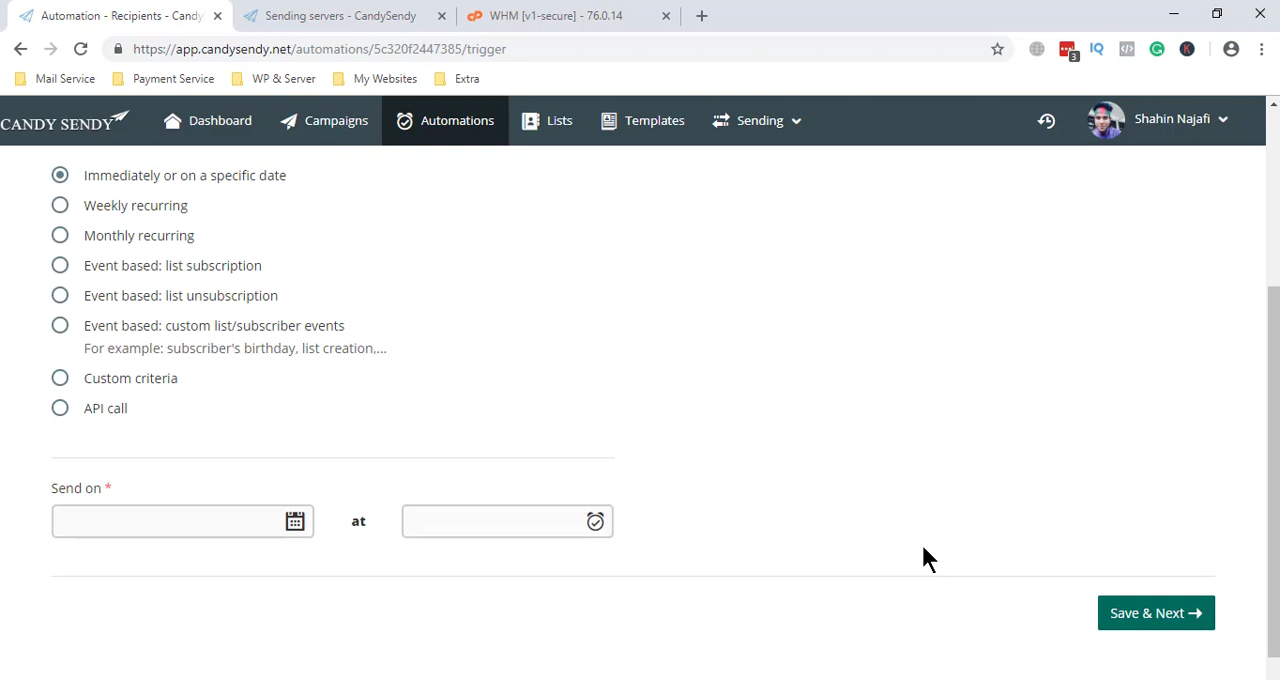 Automation - Recipients - Candy
Sending servers - CandySendy
WHM [v1-secure] - 76.0.14
https://app.candysendy.net/automations/5c320f2447385/trigger
3
IQ
K
Mail Service
Payment Service
WP & Server
My Websites
Extra
CANDY SENDY
Dashboard
Campaigns
Automations
Lists
Templates
Sending
Shahin Najafi
Immediately or on a specific date
Weekly recurring
Monthly recurring
Event based: list subscription
Event based: list unsubscription
Event based: custom list/subscriber events
For example: subscriber's birthday, list creation,...
Custom criteria
API call
Send on *
at
Save & Next →